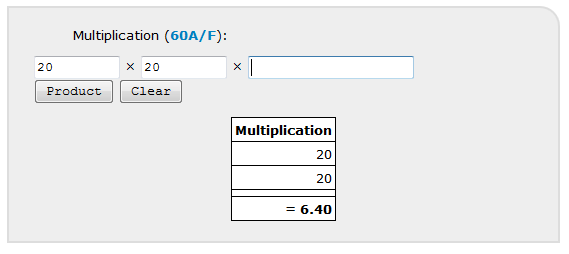 Multiplication (60A/F):
20 × 20 ×
Product Clear
Multiplication
20
20
= 6.40